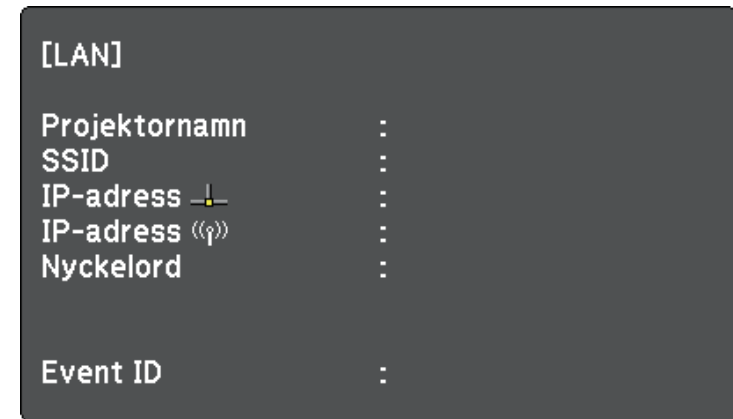 [LAN]
Projektornamn :
SSID :
IP-adress :
IP-adress :
Nyckelord :
Event ID :